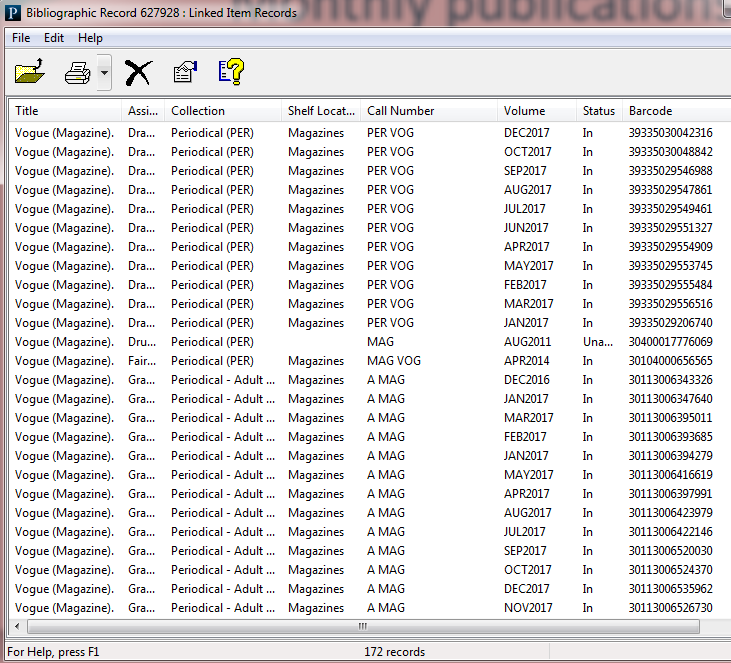 Monthly publication
Bibliographic Record 627928 : Linked Item Records
File Edit Help
Title Assi... Collection Shelf Locat... Call Number Volume Status Barcode
Vogue (Magazine). Dra... Periodical (PER) Magazines PER VOG DEC2017 In 39335030042316
Vogue (Magazine). Dra... Periodical (PER) Magazines PER VOG OCT2017 In 39335030048842
Vogue (Magazine). Dra... Periodical (PER) Magazines PER VOG SEP2017 In 39335029546988
Vogue (Magazine). Dra... Periodical (PER) Magazines PER VOG AUG2017 In 39335029547861
Vogue (Magazine). Dra... Periodical (PER) Magazines PER VOG JUL2017 In 39335029549461
Vogue (Magazine). Dra... Periodical (PER) Magazines PER VOG JUN2017 In 39335029551327
Vogue (Magazine). Dra... Periodical (PER) Magazines PER VOG APR2017 In 39335029554909
Vogue (Magazine). Dra... Periodical (PER) Magazines PER VOG MAY2017 In 39335029553745
Vogue (Magazine). Dra... Periodical (PER) Magazines PER VOG FEB2017 In 39335029555484
Vogue (Magazine). Dra... Periodical (PER) Magazines PER VOG MAR2017 In 39335029556516
Vogue (Magazine). Dra... Periodical (PER) Magazines PER VOG JAN2017 In 39335029206740
Vogue (Magazine). Dru... Periodical (PER) MAG AUG2011 Una... 30400017776069
Vogue (Magazine). Fair... Periodical (PER) Magazines MAG VOG APR2014 In 30104000656565
Vogue (Magazine). Gra... Periodical - Adult ... Magazines A MAG DEC2016 In 30113006343326
Vogue (Magazine). Gra... Periodical - Adult ... Magazines A MAG JAN2017 In 30113006347640
Vogue (Magazine). Gra... Periodical - Adult ... Magazines A MAG MAR2017 In 30113006395011
Vogue (Magazine). Gra... Periodical - Adult ... Magazines A MAG FEB2017 In 30113006393685
Vogue (Magazine). Gra... Periodical - Adult ... Magazines A MAG JAN2017 In 30113006394279
Vogue (Magazine). Gra... Periodical - Adult ... Magazines A MAG MAY2017 In 30113006416619
Vogue (Magazine). Gra... Periodical - Adult ... Magazines A MAG APR2017 In 30113006397991
Vogue (Magazine). Gra... Periodical - Adult ... Magazines A MAG AUG2017 In 30113006423979
Vogue (Magazine). Gra... Periodical - Adult ... Magazines A MAG JUL2017 In 30113006422146
Vogue (Magazine). Gra... Periodical - Adult ... Magazines A MAG SEP2017 In 30113006520030
Vogue (Magazine). Gra... Periodical - Adult ... Magazines A MAG OCT2017 In 30113006524370
Vogue (Magazine). Gra... Periodical - Adult ... Magazines A MAG DEC2017 In 30113006535962
Vogue (Magazine). Gra... Periodical - Adult ... Magazines A MAG NOV2017 In 30113006526730
For Help, press F1 172 records